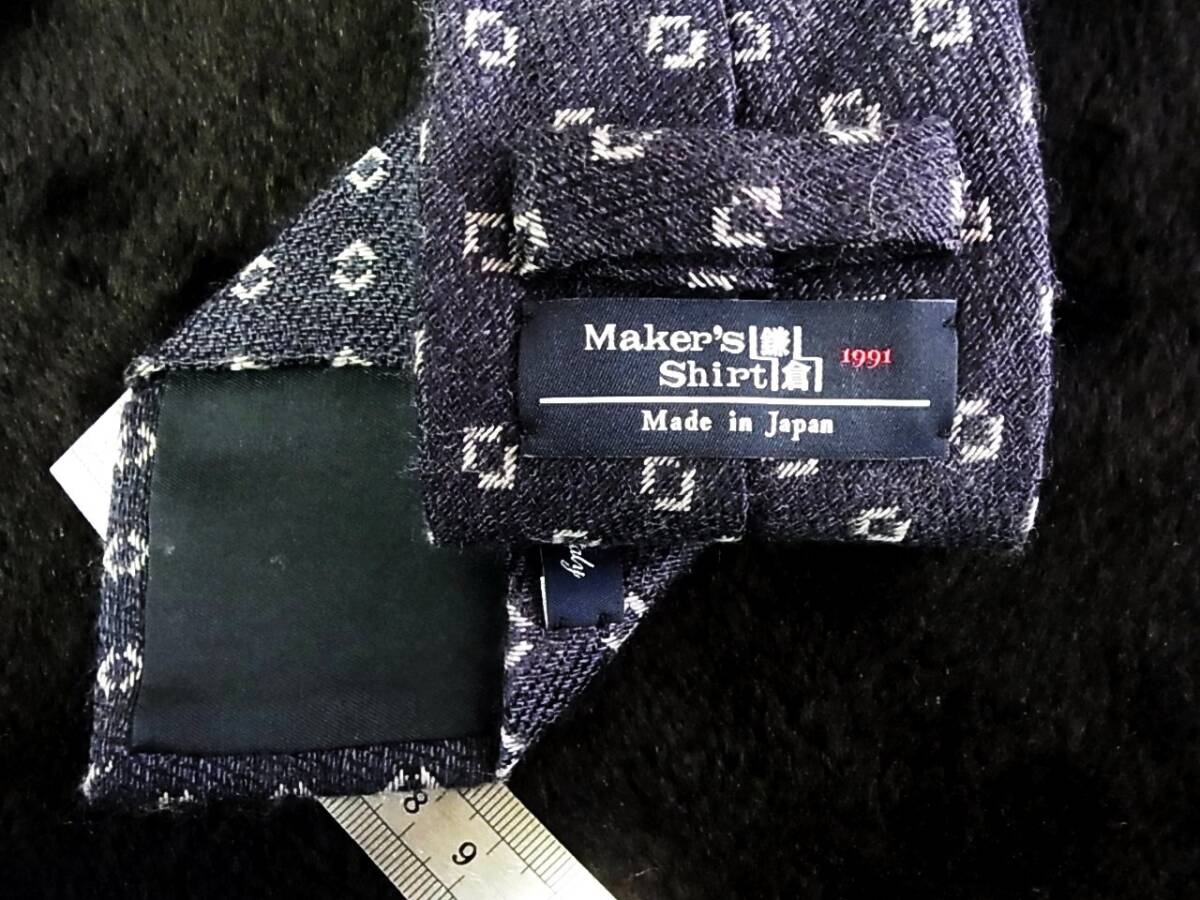 Maker's 鎌 1991
Shirt 倉
Made in Japan
8
9